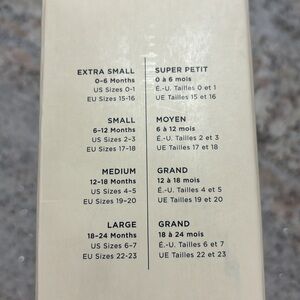 EXTRA SMALL
0-6 Months
US Sizes 0-1
EU Sizes 15-16
SMALL
6-12 Months
US Sizes 2-3
EU Sizes 17-18
MEDIUM
12-18 Months
US Sizes 4-5
EU Sizes 19-20
LARGE
18-24 Months
US Sizes 6-7
EU Sizes 22-23
SUPER PETIT
0 à 6 mois
É.-U. Tailles 0 et 1
UE Tailles 15 et 16
MOYEN
6 à 12 mois
É.-U. Tailles 2 et 3
UE Tailles 17 et 18
GRAND
12 à 18 mois
É.-U. Tailles 4 et 5
UE Tailles 19 et 20
GRAND
18 à 24 mois
É.-U. Tailles 6 et 7
UE Tailles 22 et 23